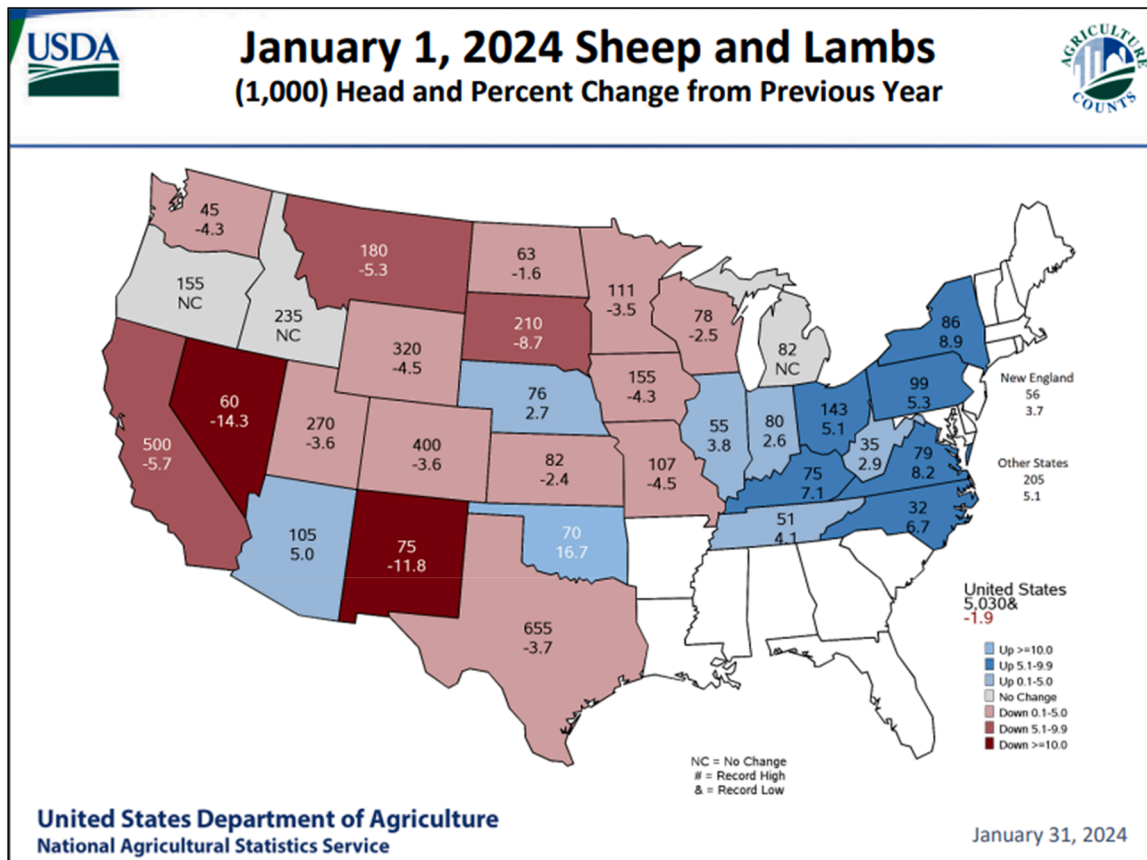 USDA
January 1, 2024 Sheep and Lambs
(1,000) Head and Percent Change from Previous Year
AGRICULTURE
COUNTS
45
-4.3
180
-5.3
63
-1.6
111
-3.5
155
NC
235
NC
320
-4.5
210
-8.7
78
-2.5
82
NC
86
8.9
99
5.3
New England
56
3.7
60
-14.3
270
-3.6
400
-3.6
76
2.7
155
-4.3
55
3.8
80
2.6
143
5.1
35
2.9
79
8.2
Other States
205
5.1
500
-5.7
82
-2.4
107
-4.5
75
7.1
32
6.7
51
4.1
105
5.0
75
-11.8
70
16.7
655
-3.7
United States
5,030&
-1.9
Up >=10.0
Up 5.1-9.9
Up 0.1-5.0
No Change
Down 0.1-5.0
Down 5.1-9.9
Down >=10.0
NC = No Change
# = Record High
& = Record Low
United States Department of Agriculture
National Agricultural Statistics Service
January 31, 2024